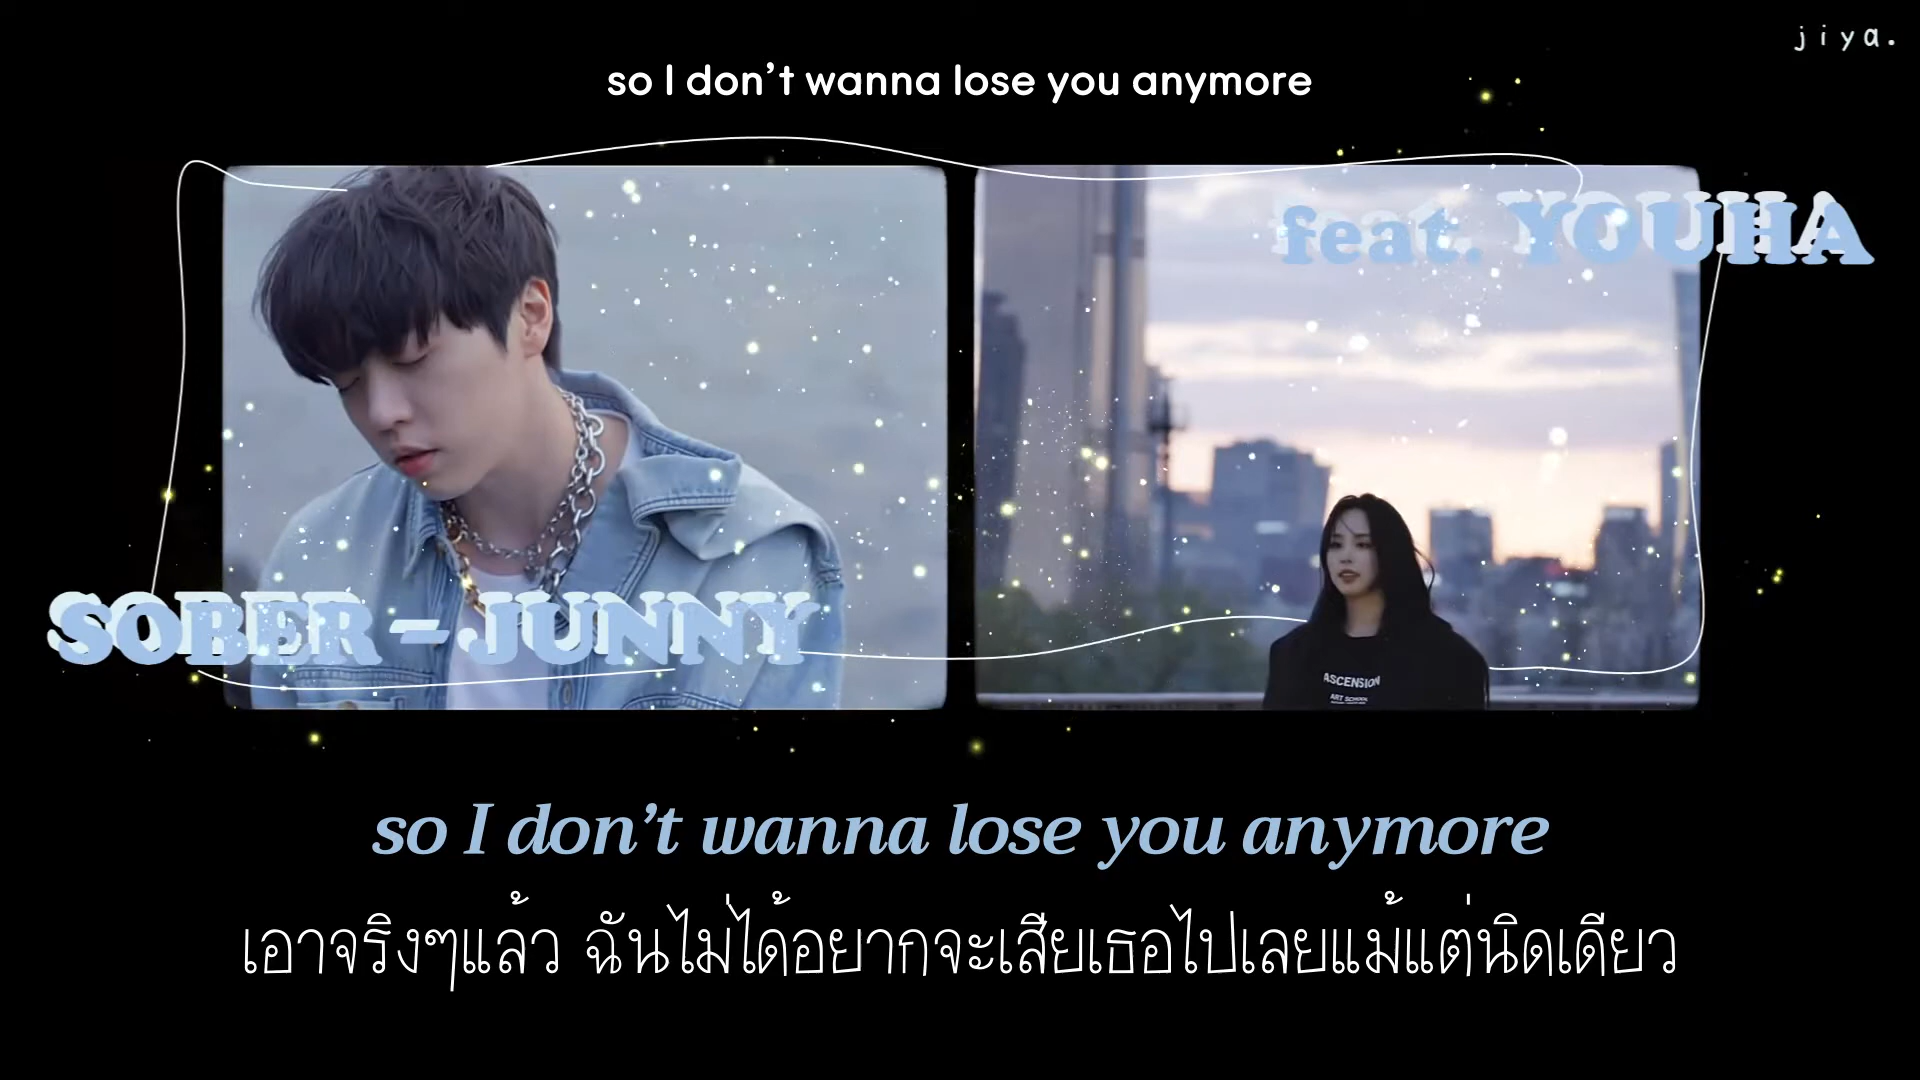 jiya.
so I don't wanna lose you anymore
feat. YOUHA
SOBER - JUNNY
ASCENSION
ART SCHOOL
so I don't wanna lose you anymore
เอาจริงๆแล้ว ฉันไม่ได้อยากจะเสียเธอไปเลยแม้แต่นิดเดียว